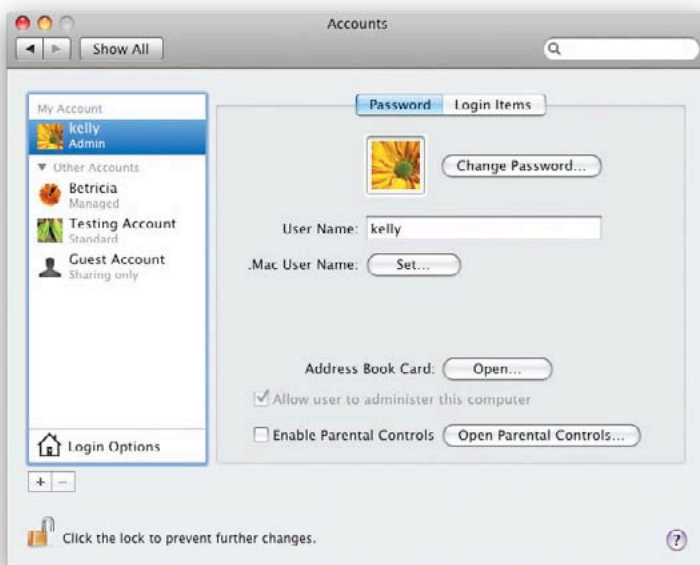 Accounts
Show All
My Account
kelly
Admin
Other Accounts
Betricia
Managed
Testing Account
Standard
Guest Account
Sharing only
Login Options
+ −
Password Login Items
Change Password...
User Name: kelly
.Mac User Name: Set...
Address Book Card: Open...
Allow user to administer this computer
Enable Parental Controls Open Parental Controls...
Click the lock to prevent further changes.
?